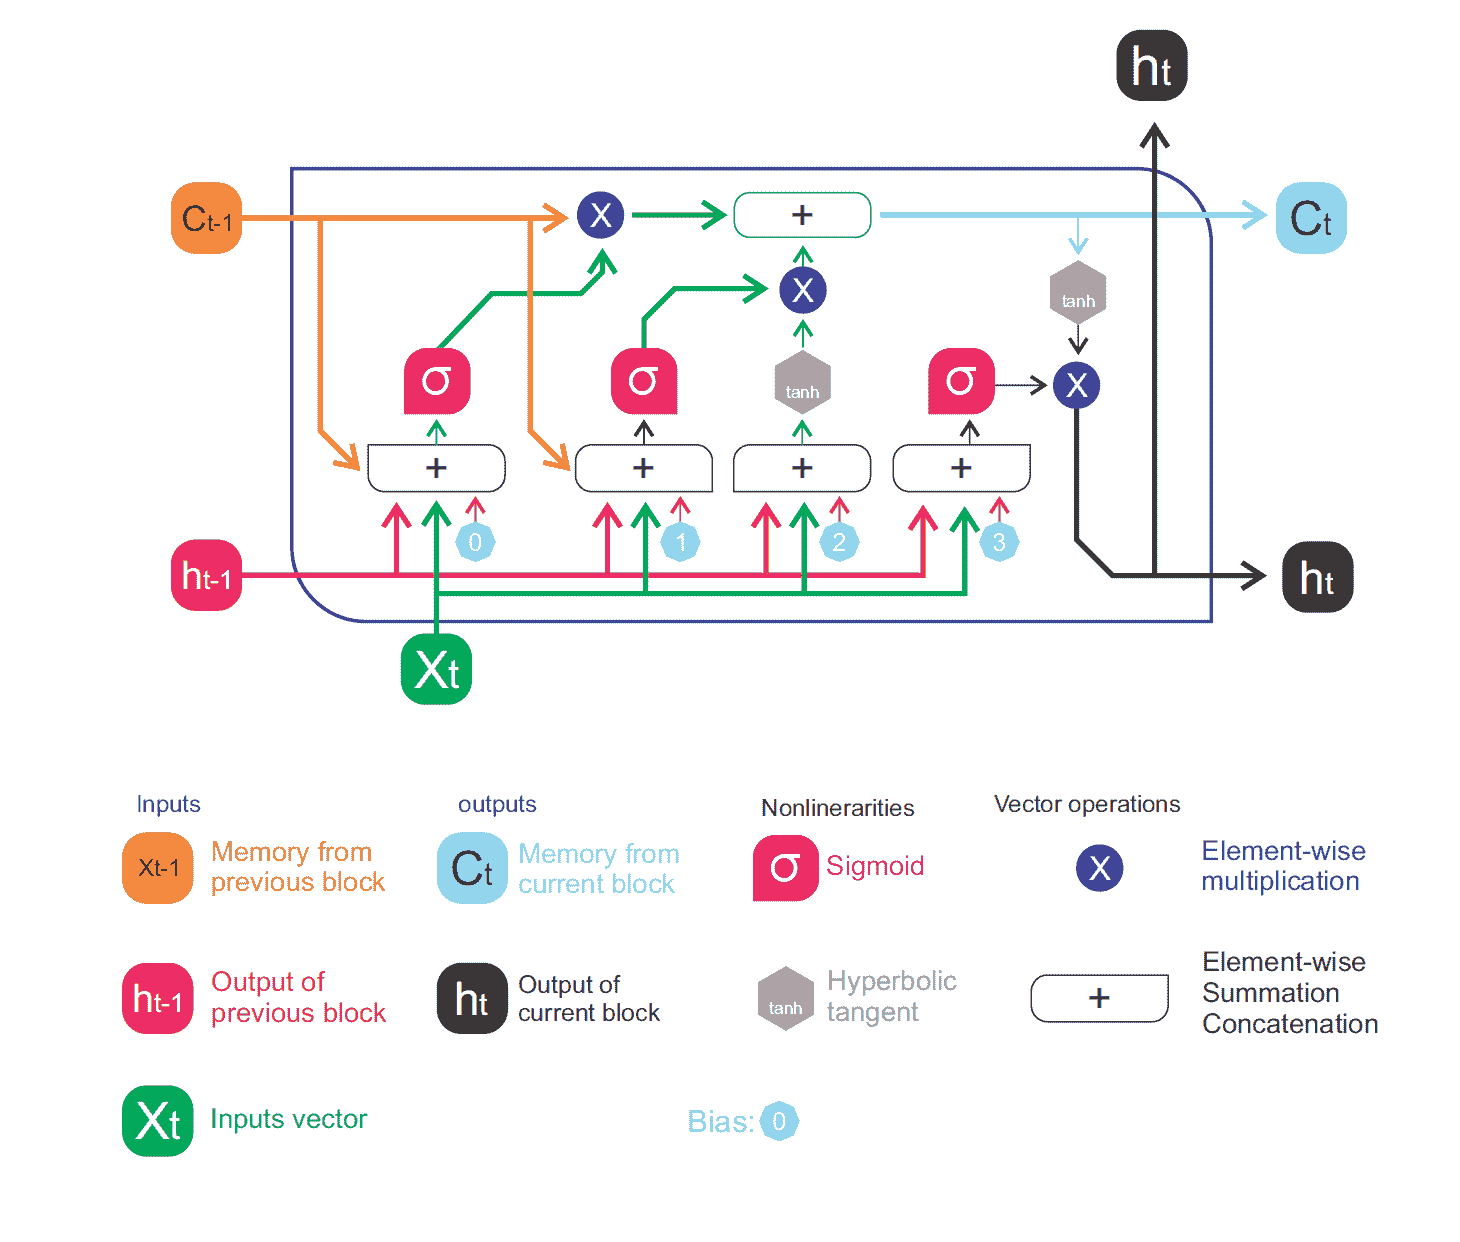 ht
Ct-1
X
+
Ct
X
tanh
σ
σ
tanh
σ
X
+
+
+
+
0
1
2
3
ht-1
ht
Xt
Inputs
outputs
Nonlinerarities
Vector operations
Xt-1
Memory from
previous block
Ct
Memory from
current block
σ
Sigmoid
X
Element-wise
multiplication
ht-1
Output of
previous block
ht
Output of
current block
tanh
Hyperbolic
tangent
+
Element-wise
Summation
Concatenation
Xt
Inputs vector
Bias: 0